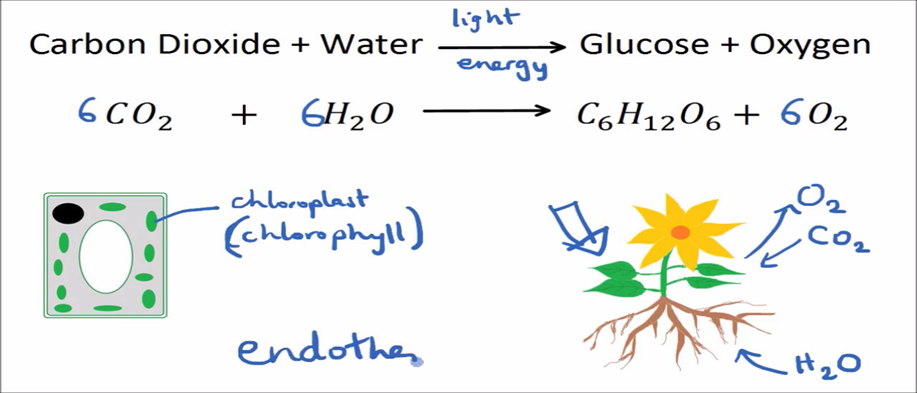 light
Carbon Dioxide + Water → Glucose + Oxygen
energy
6CO₂ + 6H₂O → C₆H₁₂O₆ + 6O₂
chloroplast
(chlorophyll)
O₂
CO₂
H₂O
endothe